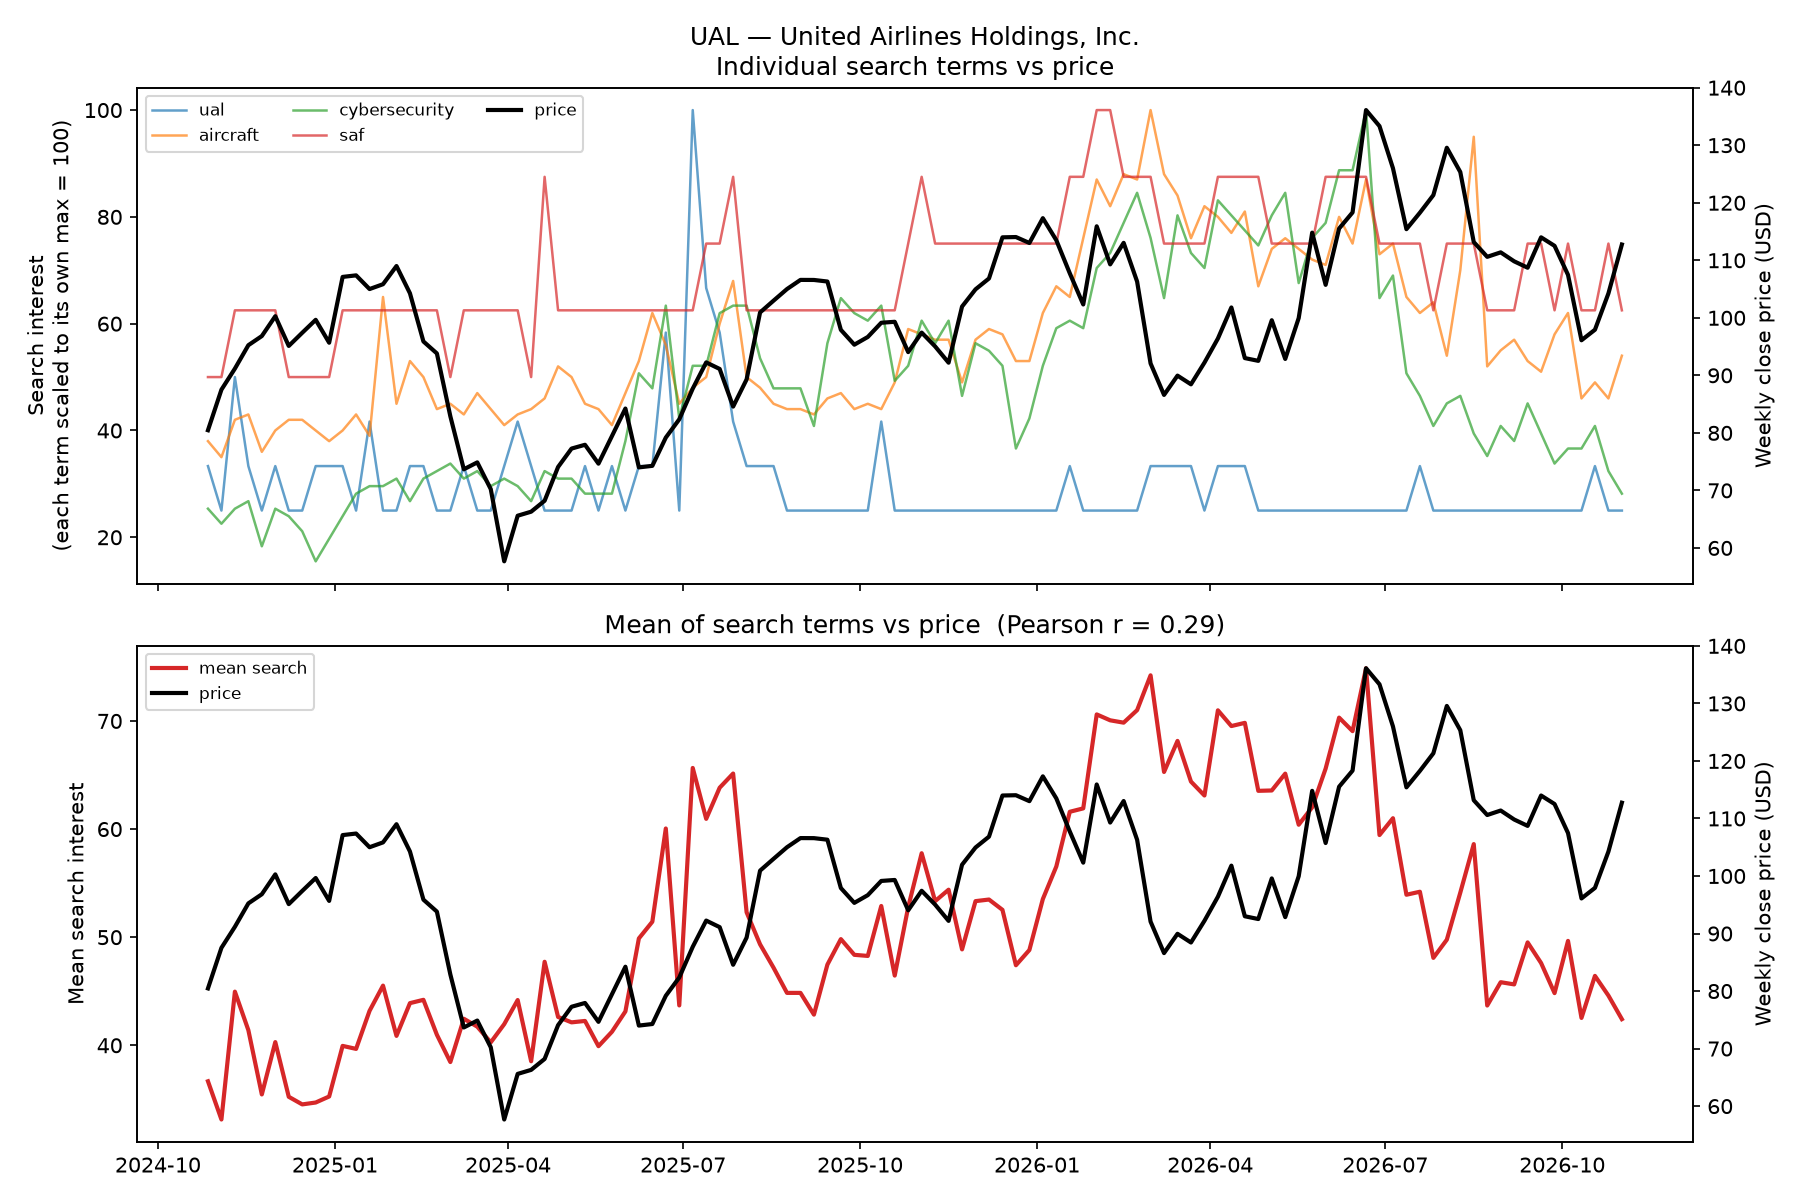 UAL — United Airlines Holdings, Inc.
Individual search terms vs price
ual
aircraft
cybersecurity
saf
price
Search interest
(each term scaled to its own max = 100)
100
80
60
40
20
140
130
120
110
100
90
80
70
60
Weekly close price (USD)
Mean of search terms vs price (Pearson r = 0.29)
mean search
price
Mean search interest
70
60
50
40
140
130
120
110
100
90
80
70
60
Weekly close price (USD)
2024-10
2025-01
2025-04
2025-07
2025-10
2026-01
2026-04
2026-07
2026-10